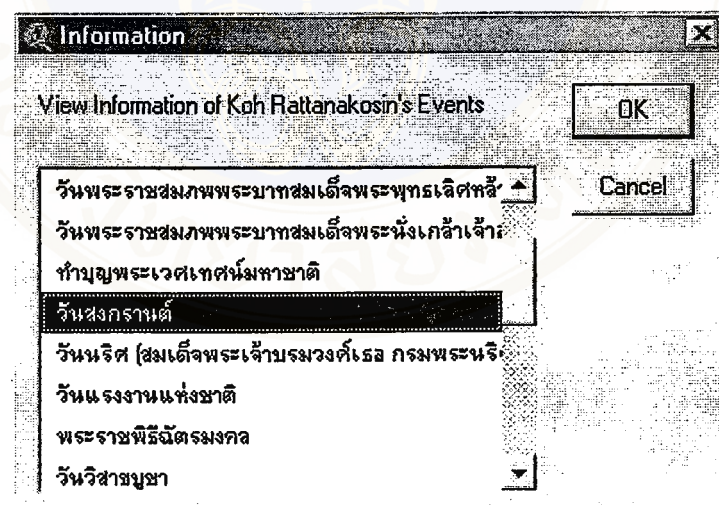 Information
View Information of Koh Rattanakosin's Events
OK
Cancel
วันพระราชสมภพพระบาทสมเด็จพระพุทธเลิศหล้า
วันพระราชสมภพพระบาทสมเด็จพระนั่งเกล้าเจ้าอ
ทำบุญพระเวศเทศน์มหาชาติ
วันสงกรานต์
วันนริศ (สมเด็จพระเจ้าบรมวงศ์เธอ กรมพระนริ
วันแรงงานแห่งชาติ
พระราชพิธีฉัตรมงคล
วันวิสาขบูชา